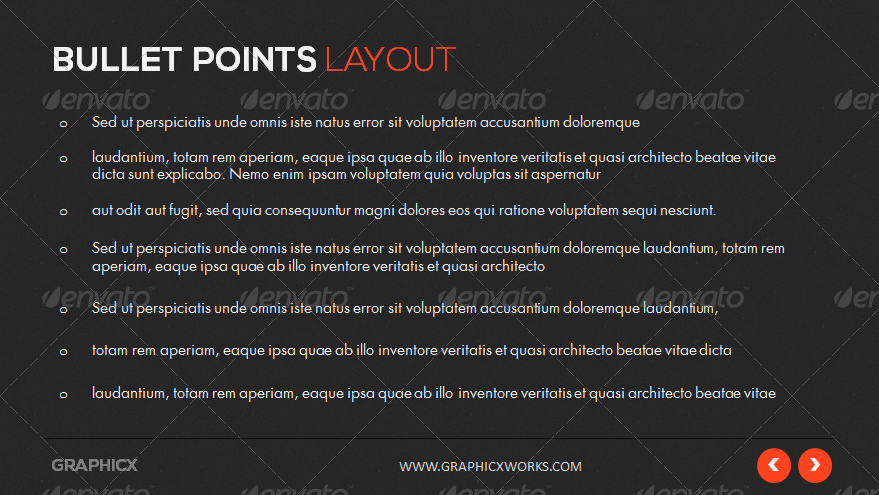 BULLET POINTS LAYOUT
envato envato envato envato env
o Sed ut perspiciatis unde omnis iste natus error sit voluptatem accusantium doloremque
o laudantium, totam rem aperiam, eaque ipsa quae ab illo inventore veritatis et quasi architecto beatae vitae
dicta sunt explicabo. Nemo enim ipsam voluptatem quia voluptas sit aspernatur
o aut odit aut fugit, sed quia consequuntur magni dolores eos qui ratione voluptatem sequi nesciunt.
o Sed ut perspiciatis unde omnis iste natus error sit voluptatem accusantium doloremque laudantium, totam rem
aperiam, eaque ipsa quae ab illo inventore veritatis et quasi architecto
envato envato envato envato env
o Sed ut perspiciatis unde omnis iste natus error sit voluptatem accusantium doloremque laudantium,
o totam rem aperiam, eaque ipsa quae ab illo inventore veritatis et quasi architecto beatae vitae dicta
o laudantium, totam rem aperiam, eaque ipsa quae ab illo inventore veritatis et quasi architecto beatae vitae
GRAPHICX
WWW.GRAPHICXWORKS.COM